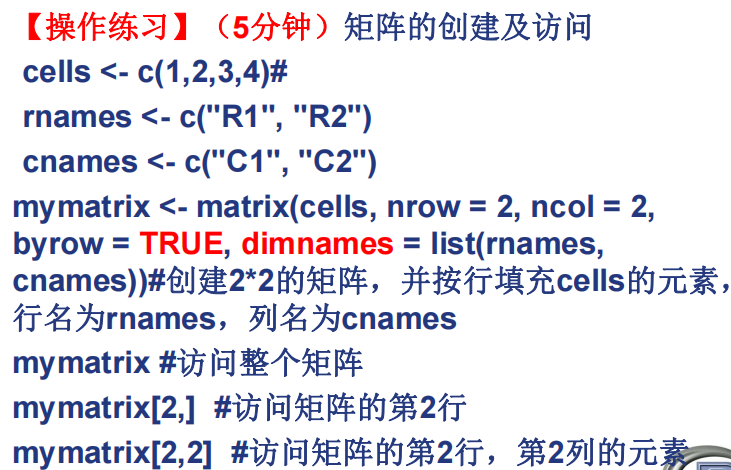 【操作练习】（5分钟）矩阵的创建及访问
cells <- c(1,2,3,4)#
rnames <- c("R1", "R2")
cnames <- c("C1", "C2")
mymatrix <- matrix(cells, nrow = 2, ncol = 2,
byrow = TRUE, dimnames = list(rnames,
cnames))#创建2*2的矩阵，并按行填充cells的元素，
行名为rnames，列名为cnames
mymatrix #访问整个矩阵
mymatrix[2,] #访问矩阵的第2行
mymatrix[2,2] #访问矩阵的第2行，第2列的元素